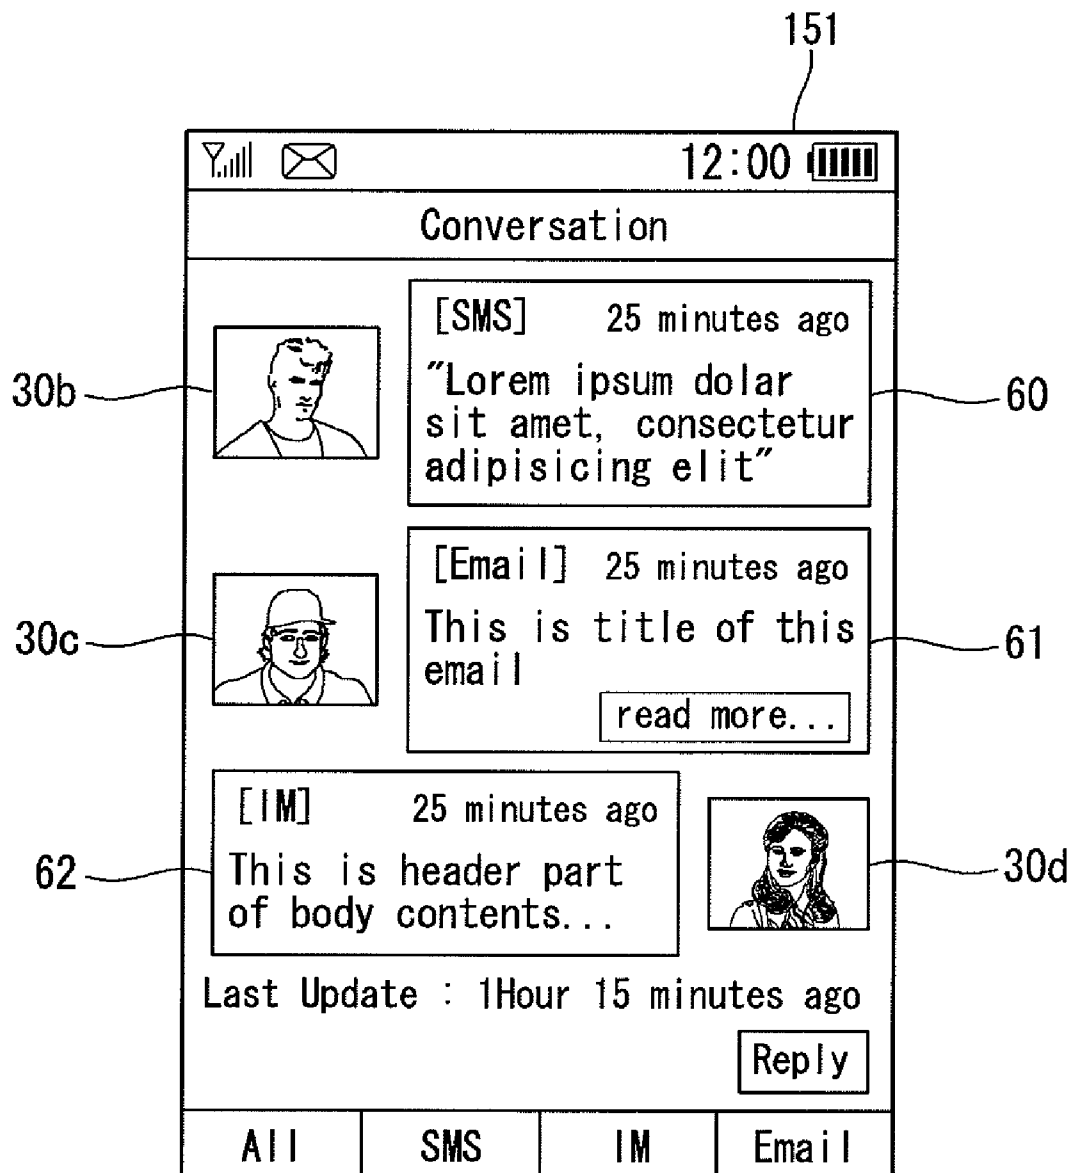 151
12:00
Conversation
[SMS] 25 minutes ago
30b
"Lorem ipsum dolar
60
sit amet, consectetur
adipisicing elit"
[Email] 25 minutes ago
30c
This is title of this
61
email
read more...
[IM] 25 minutes ago
62
This is header part
30d
of body contents...
Last Update : 1Hour 15 minutes ago
Reply
All SMS IM Email